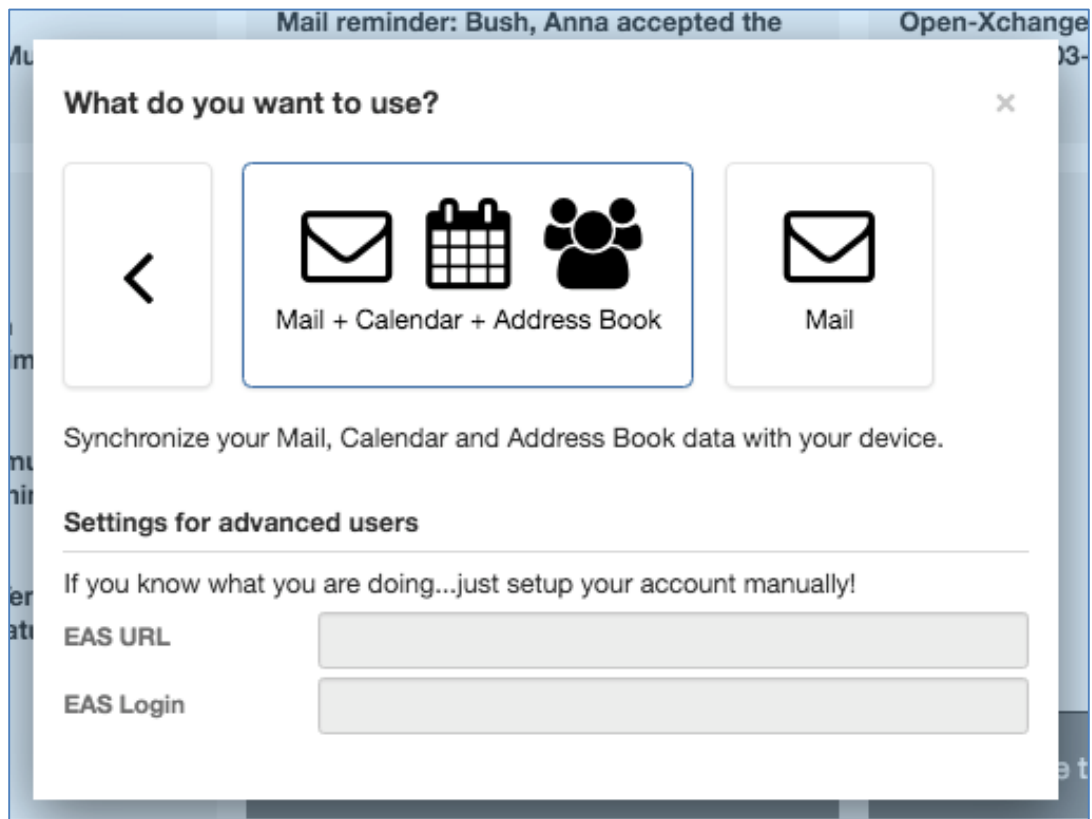 Mail reminder: Bush, Anna accepted the
Open-Xchange
03-
What do you want to use?
Mail + Calendar + Address Book
Mail
Synchronize your Mail, Calendar and Address Book data with your device.
Settings for advanced users
If you know what you are doing...just setup your account manually!
EAS URL
EAS Login